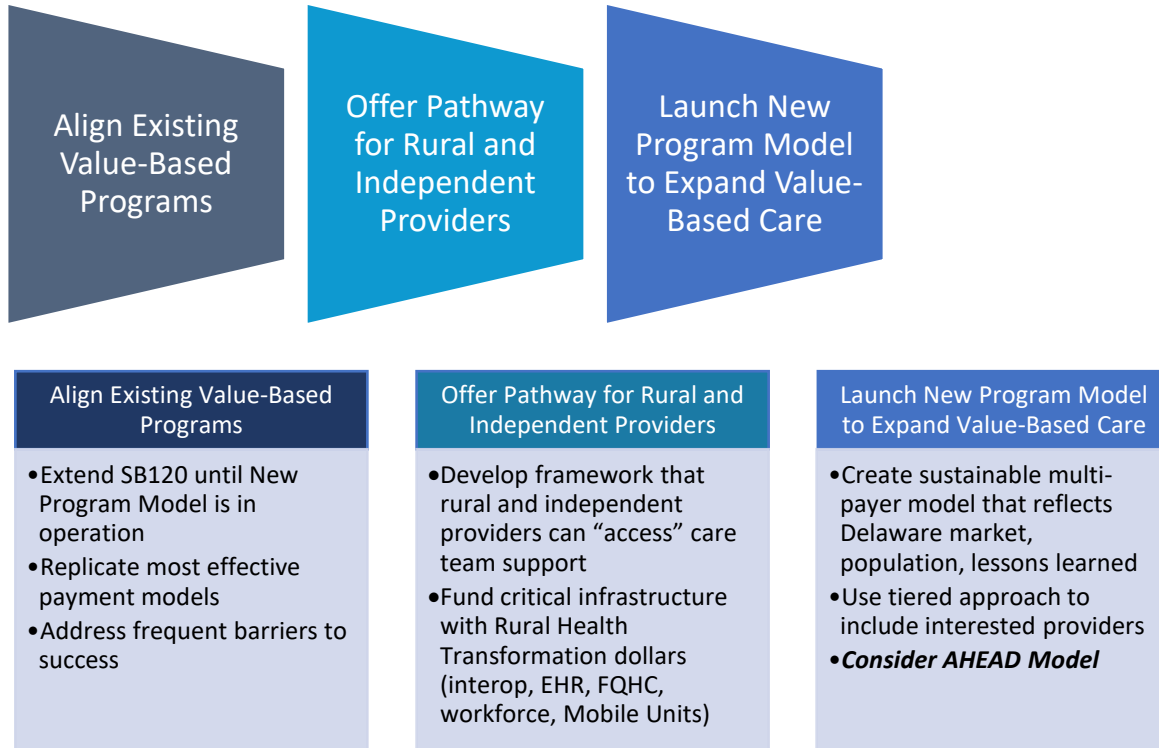 Align Existing
Value-Based
Programs
Offer Pathway
for Rural and
Independent
Providers
Launch New
Program Model
to Expand Value-
Based Care
Align Existing Value-Based
Programs
•Extend SB120 until New
Program Model is in
operation
•Replicate most effective
payment models
•Address frequent barriers to
success
Offer Pathway for Rural and
Independent Providers
•Develop framework that
rural and independent
providers can “access” care
team support
•Fund critical infrastructure
with Rural Health
Transformation dollars
(interop, EHR, FQHC,
workforce, Mobile Units)
Launch New Program Model
to Expand Value-Based Care
•Create sustainable multi-
payer model that reflects
Delaware market,
population, lessons learned
•Use tiered approach to
include interested providers
•Consider AHEAD Model